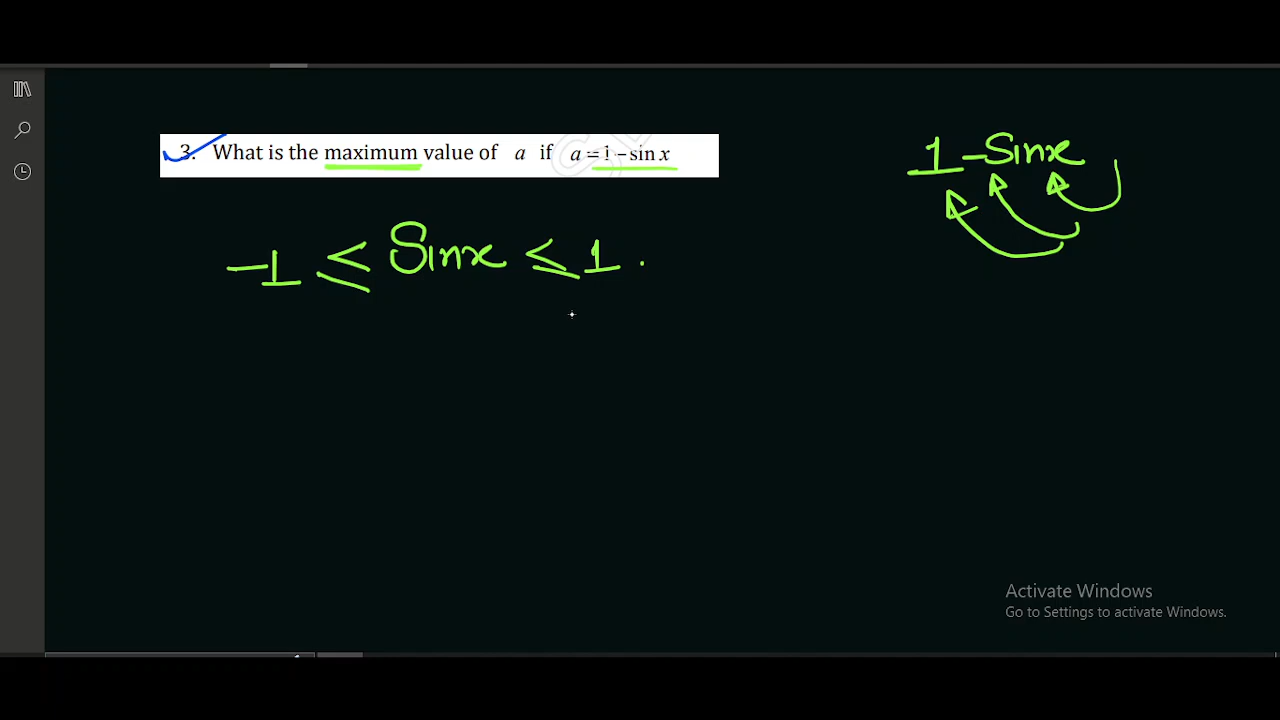 3. What is the maximum value of a if a = 1 – sin x
1 – Sinx
–1 ≤ Sinx ≤ 1 .
Activate Windows
Go to Settings to activate Windows.